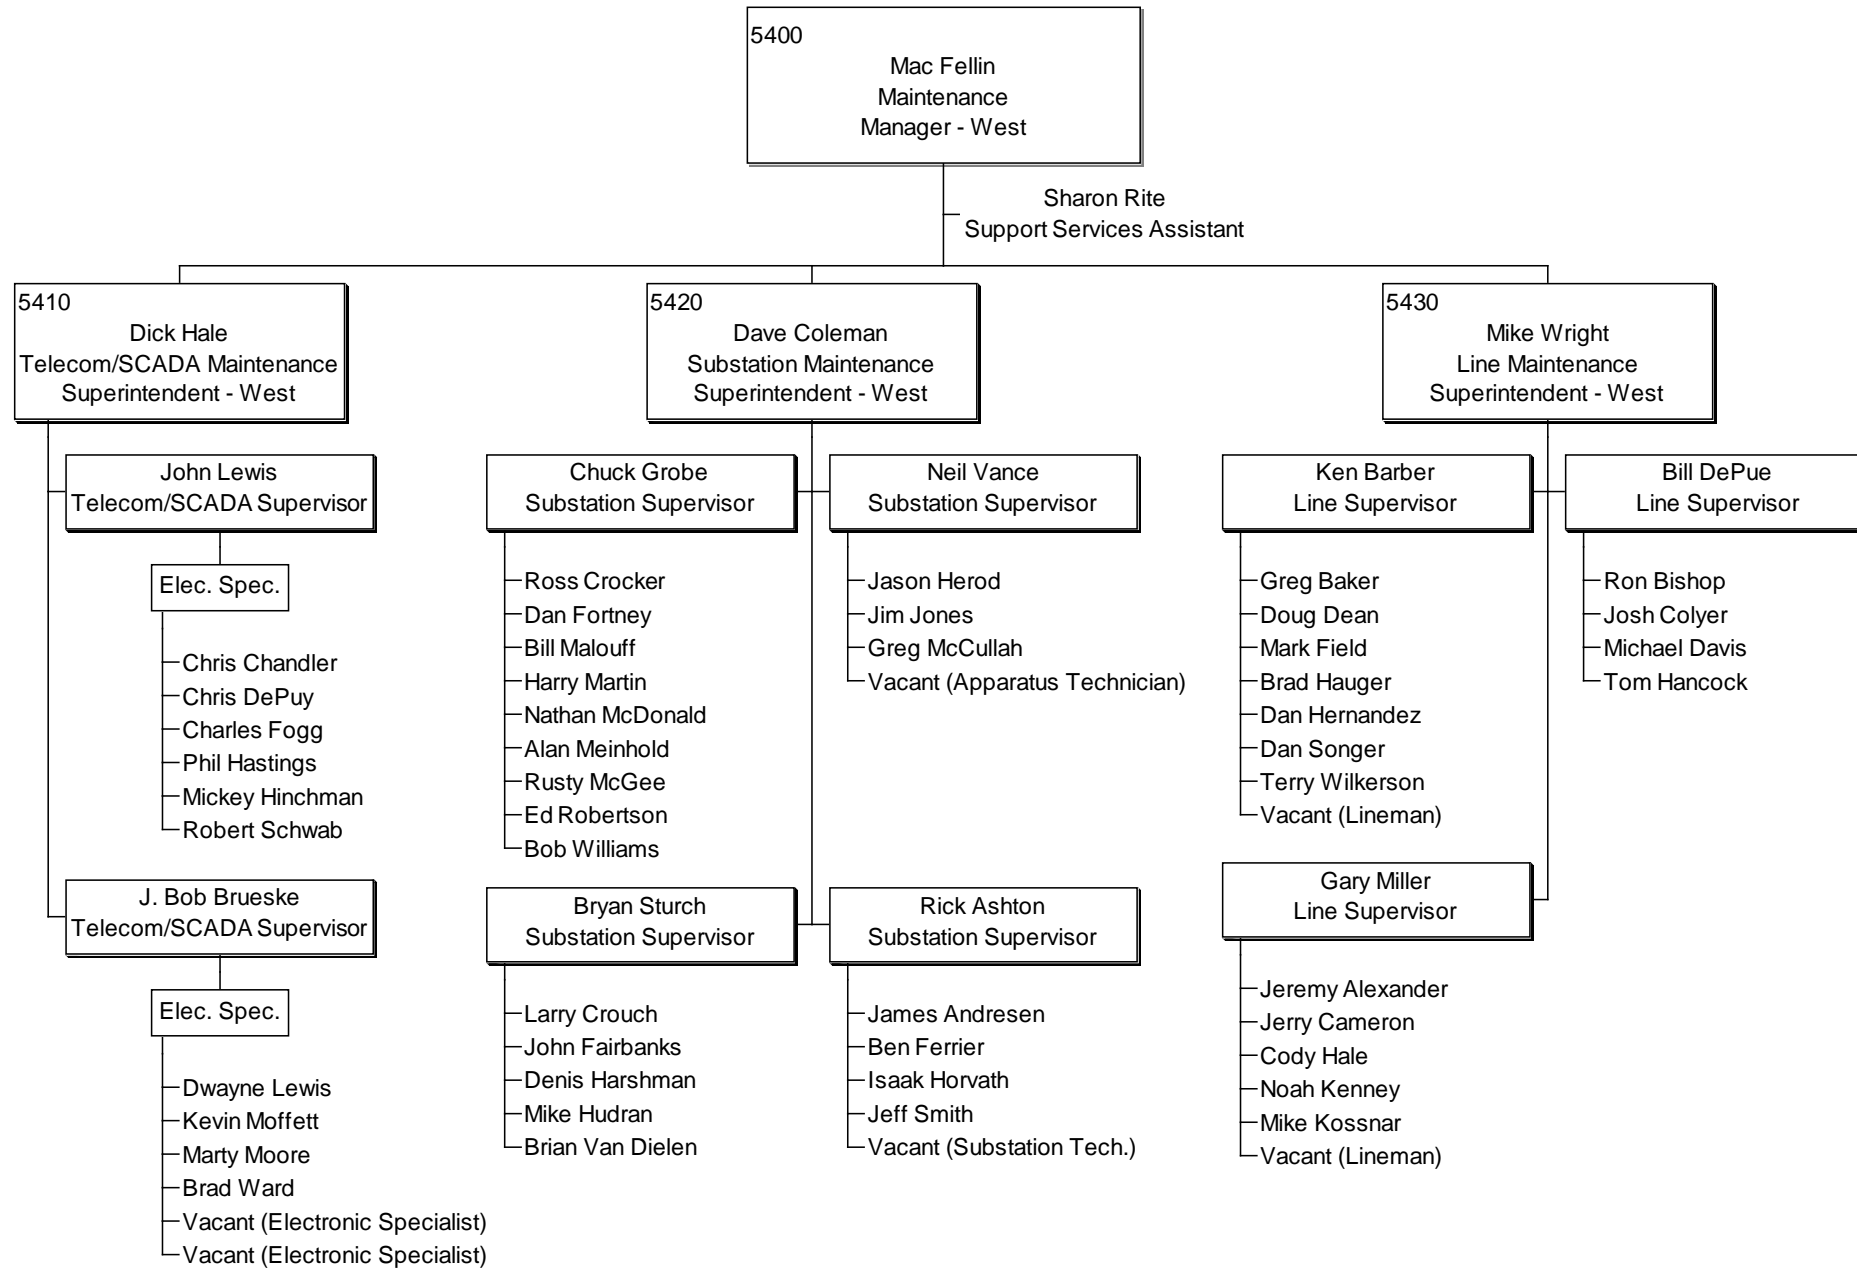 5400
Mac Fellin
Maintenance
Manager - West
Sharon Rite
Support Services Assistant
5410
Dick Hale
Telecom/SCADA Maintenance
Superintendent - West
John Lewis
Telecom/SCADA Supervisor
Elec. Spec.
Chris Chandler
Chris DePuy
Charles Fogg
Phil Hastings
Mickey Hinchman
Robert Schwab
J. Bob Brueske
Telecom/SCADA Supervisor
Elec. Spec.
Dwayne Lewis
Kevin Moffett
Marty Moore
Brad Ward
Vacant (Electronic Specialist)
Vacant (Electronic Specialist)
5420
Dave Coleman
Substation Maintenance
Superintendent - West
Chuck Grobe
Substation Supervisor
Ross Crocker
Dan Fortney
Bill Malouff
Harry Martin
Nathan McDonald
Alan Meinhold
Rusty McGee
Ed Robertson
Bob Williams
Neil Vance
Substation Supervisor
Jason Herod
Jim Jones
Greg McCullah
Vacant (Apparatus Technician)
Bryan Sturch
Substation Supervisor
Larry Crouch
John Fairbanks
Denis Harshman
Mike Hudran
Brian Van Dielen
Rick Ashton
Substation Supervisor
James Andresen
Ben Ferrier
Isaak Horvath
Jeff Smith
Vacant (Substation Tech.)
5430
Mike Wright
Line Maintenance
Superintendent - West
Ken Barber
Line Supervisor
Greg Baker
Doug Dean
Mark Field
Brad Hauger
Dan Hernandez
Dan Songer
Terry Wilkerson
Vacant (Lineman)
Bill DePue
Line Supervisor
Ron Bishop
Josh Colyer
Michael Davis
Tom Hancock
Gary Miller
Line Supervisor
Jeremy Alexander
Jerry Cameron
Cody Hale
Noah Kenney
Mike Kossnar
Vacant (Lineman)